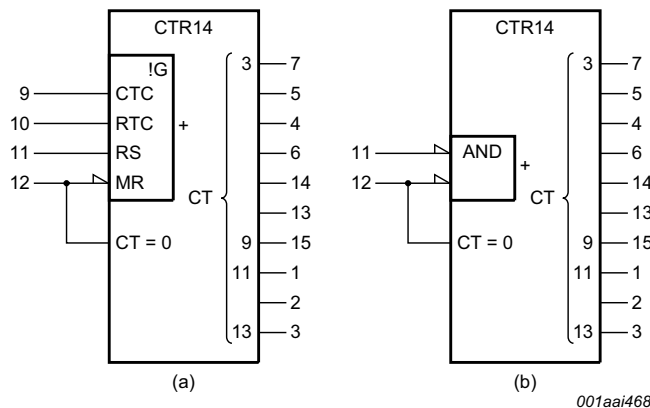 CTR14
!G
3 7
9 CTC 5
10 RTC + 4
11 RS 6
12 MR CT 14
13
CT = 0 9 15
11 1
2
13 3
(a)
CTR14
3 7
5
4
11 AND 6
12 + CT 14
13
CT = 0 9 15
11 1
2
13 3
(b)
001aai468